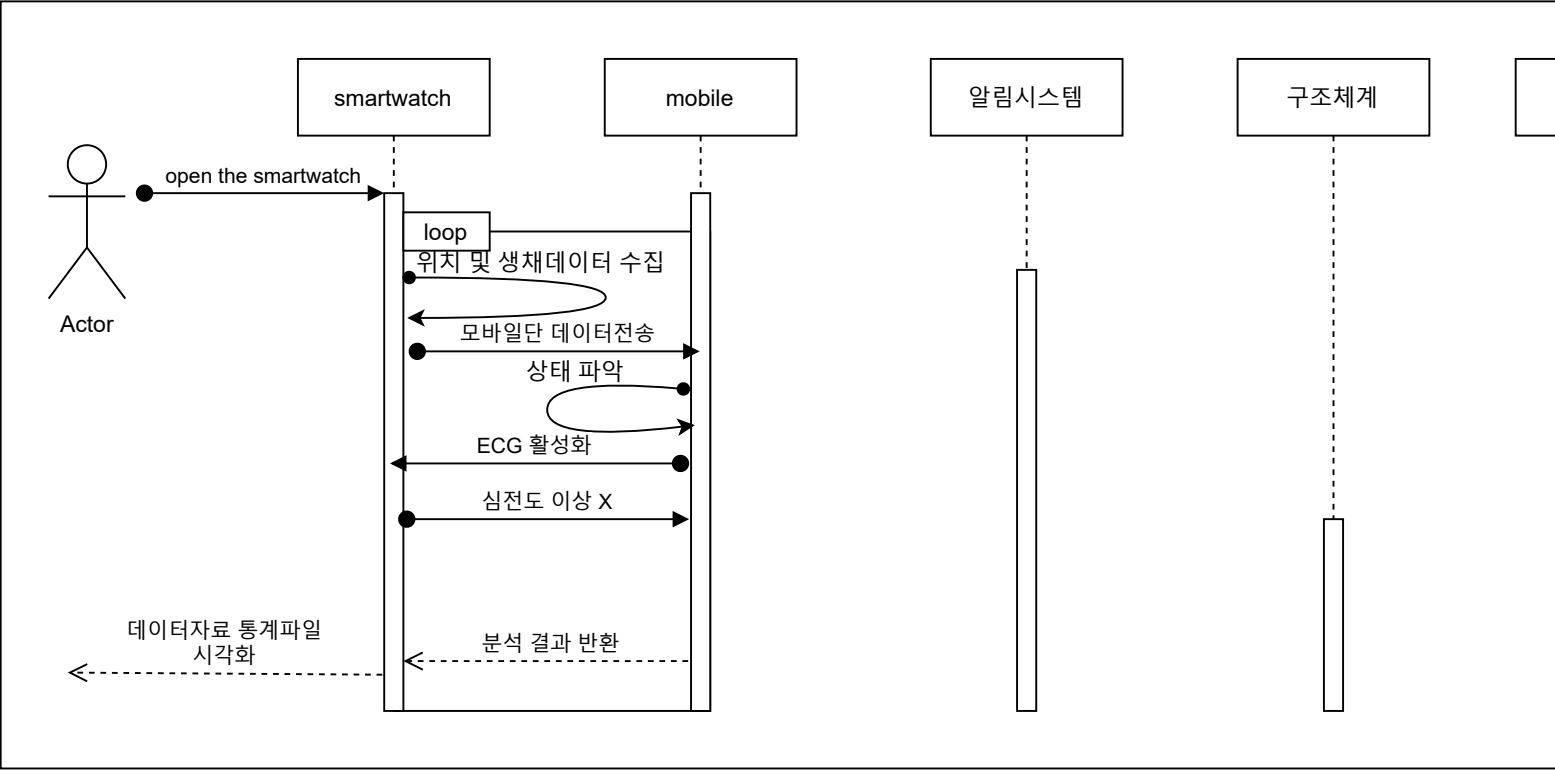 smartwatch
mobile
알림시스템
구조체계
open the smartwatch
loop
위치 및 생채데이터 수집
모바일단 데이터전송
상태 파악
Actor
ECG 활성화
심전도 이상 X
데이터자료 통계파일
시각화
분석 결과 반환